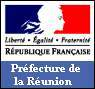 Liberté • Égalité • Fraternité
RÉPUBLIQUE FRANÇAISE
Préfecture de
la Réunion